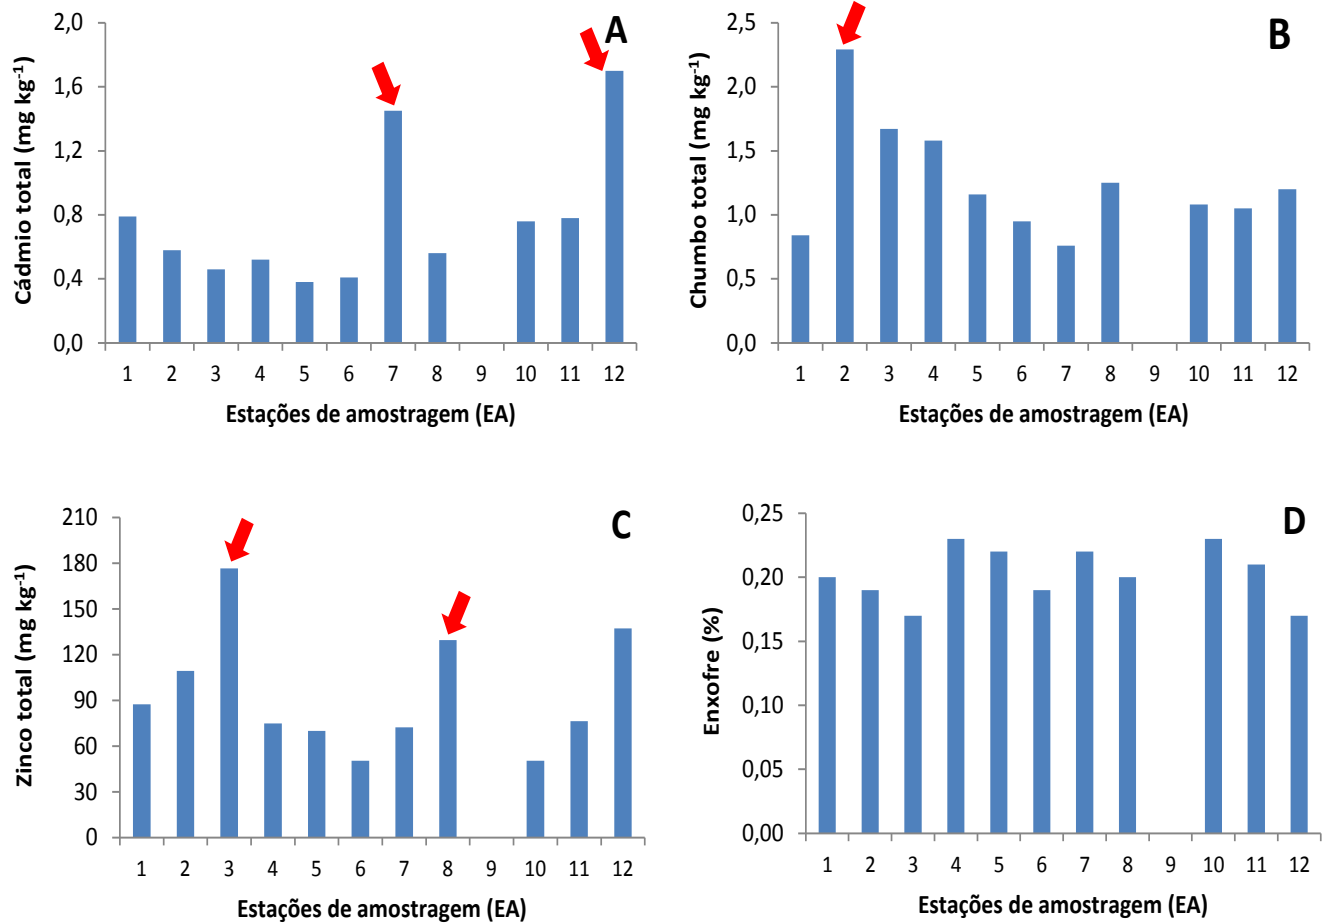 A
Cádmio total (mg kg⁻¹)
2,0
1,6
1,2
0,8
0,4
0,0
1 2 3 4 5 6 7 8 9 10 11 12
Estações de amostragem (EA)
B
Chumbo total (mg kg⁻¹)
2,5
2,0
1,5
1,0
0,5
0,0
1 2 3 4 5 6 7 8 9 10 11 12
Estações de amostragem (EA)
C
Zinco total (mg kg⁻¹)
210
180
150
120
90
60
30
0
1 2 3 4 5 6 7 8 9 10 11 12
Estações de amostragem (EA)
D
Enxofre (%)
0,25
0,20
0,15
0,10
0,05
0,00
1 2 3 4 5 6 7 8 9 10 11 12
Estações de amostragem (EA)